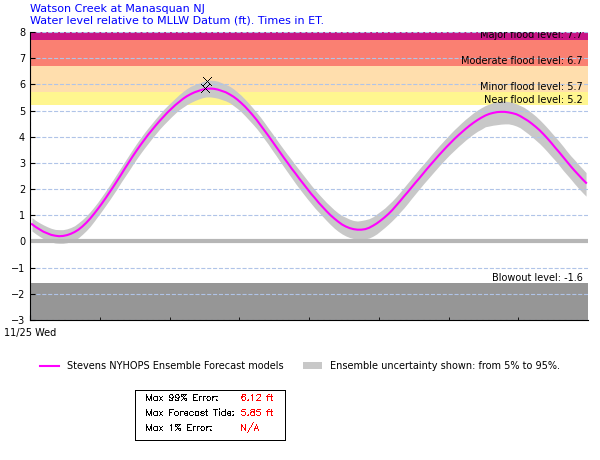 Watson Creek at Manasquan NJ
Water level relative to MLLW Datum (ft). Times in ET.
8
Major flood level: 7.7
7
Moderate flood level: 6.7
6
Minor flood level: 5.7
Near flood level: 5.2
5
4
3
2
1
0
−1
Blowout level: -1.6
−2
−3
11/25 Wed
Stevens NYHOPS Ensemble Forecast models
Ensemble uncertainty shown: from 5% to 95%.
Max 99% Error: 6.12 ft
Max Forecast Tide: 5.85 ft
Max 1% Error: N/A